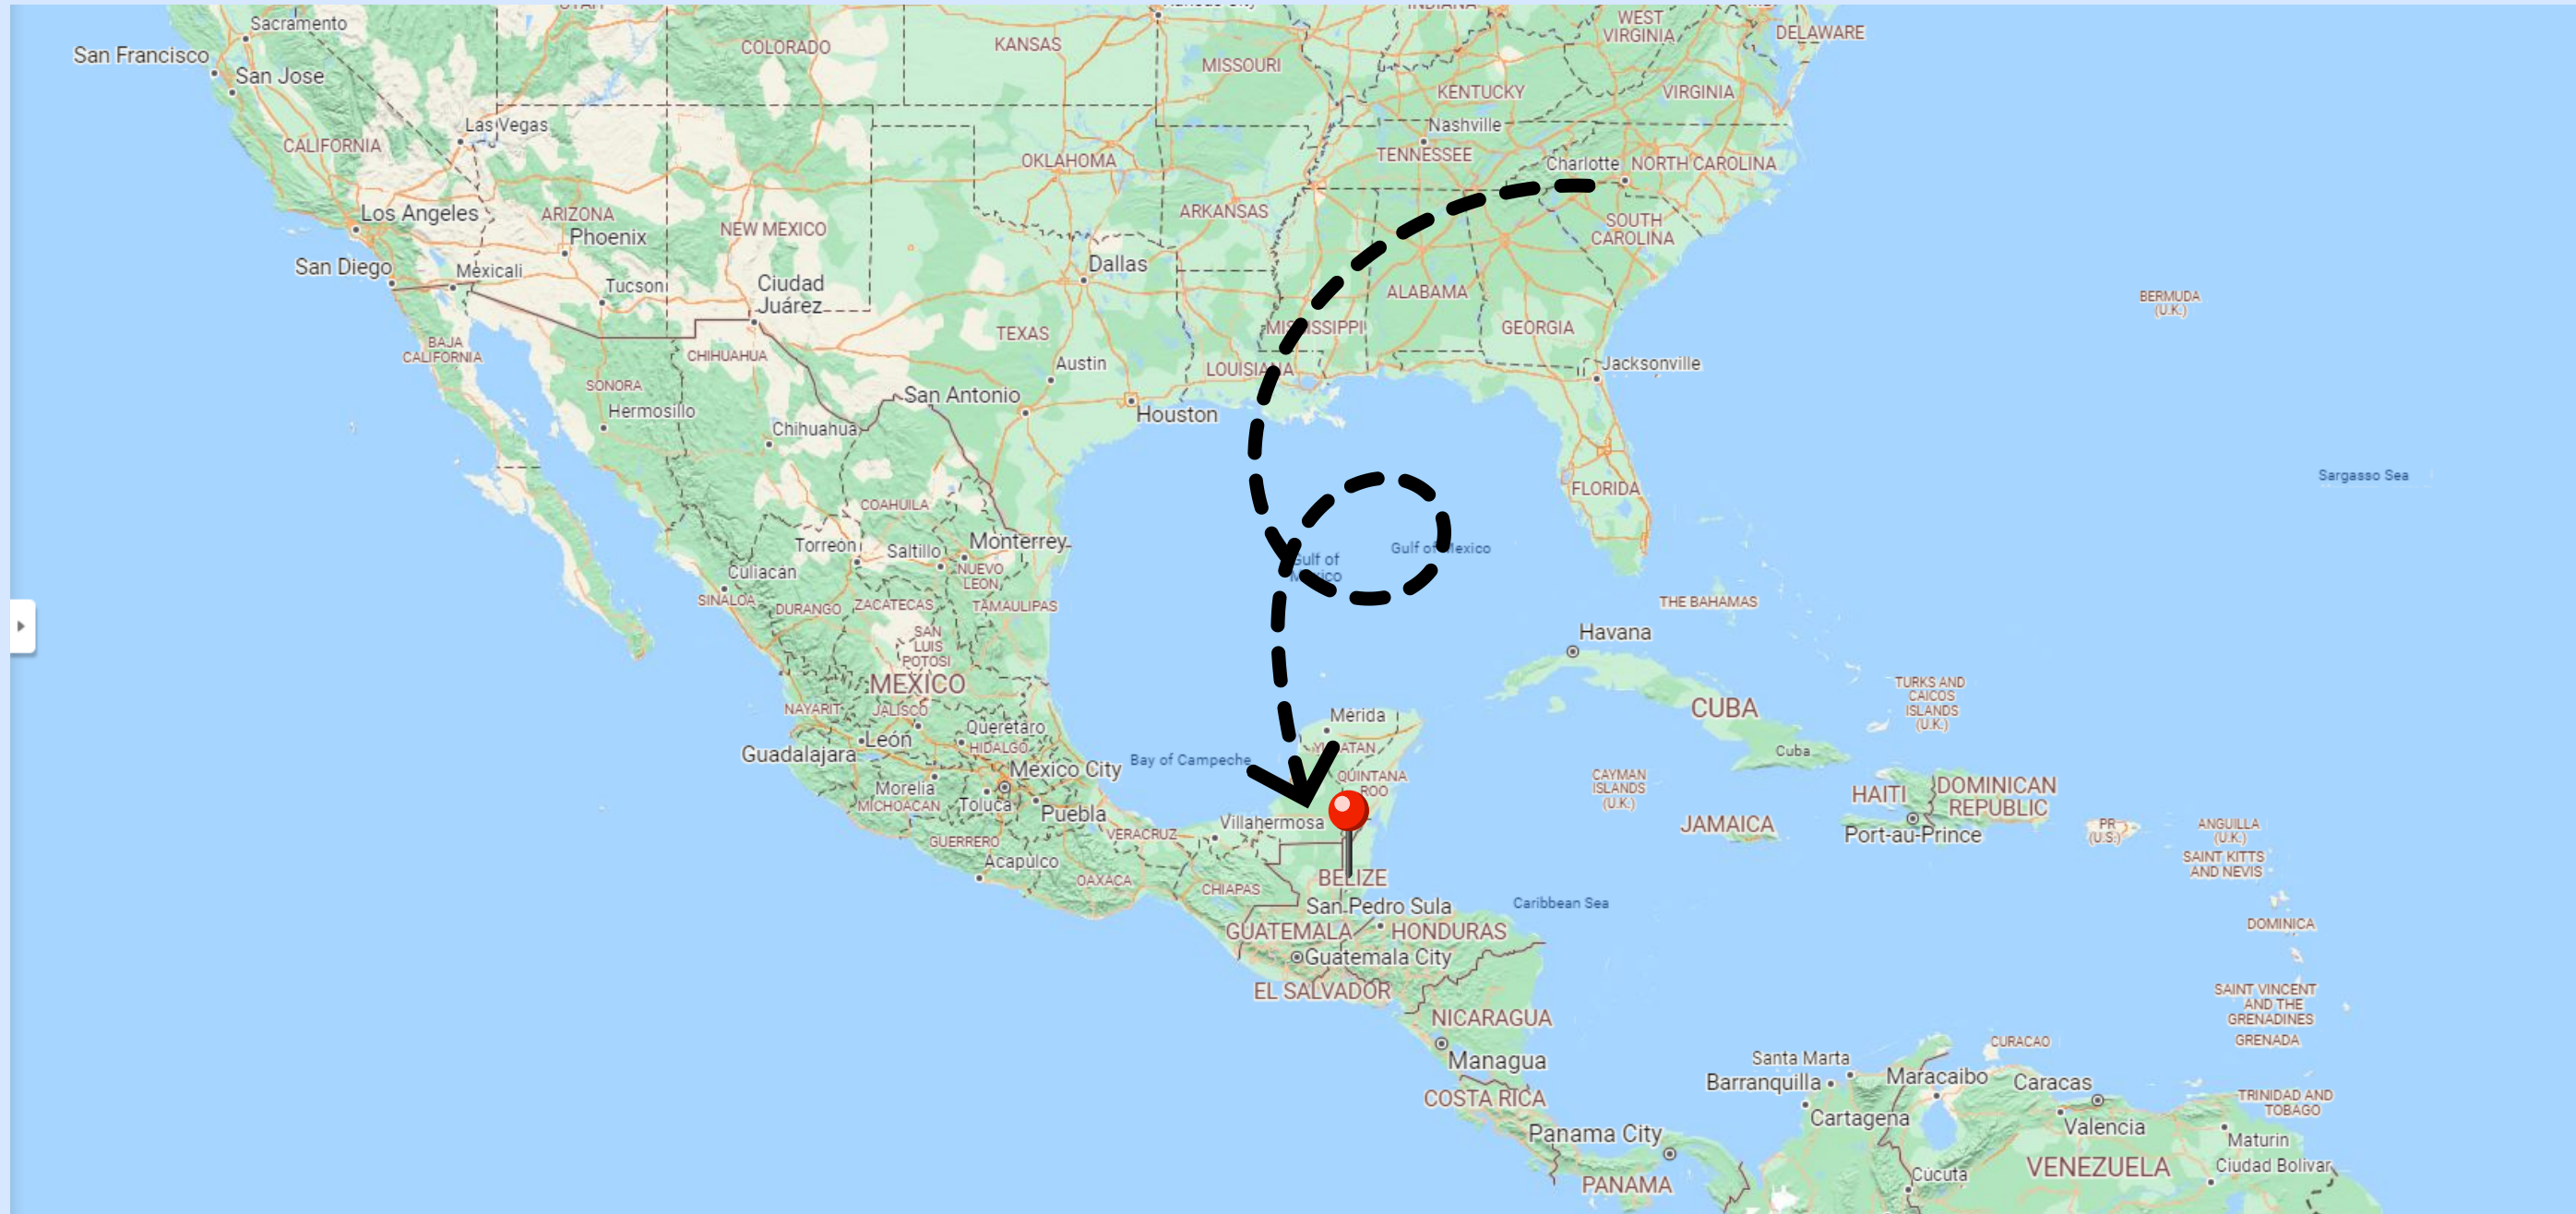 Sacramento
San Francisco
San Jose
COLORADO
KANSAS
MISSOURI
WEST
VIRGINIA
DELAWARE
KENTUCKY
VIRGINIA
Las Vegas
CALIFORNIA
Nashville
TENNESSEE
OKLAHOMA
Charlotte
NORTH CAROLINA
Los Angeles
ARIZONA
Phoenix
NEW MEXICO
ARKANSAS
SOUTH
CAROLINA
San Diego
Mexicali
Tucson
Ciudad
Juárez
Dallas
ALABAMA
BERMUDA
(U.K.)
TEXAS
MISSISSIPPI
GEORGIA
BAJA
CALIFORNIA
CHIHUAHUA
Austin
LOUISIANA
Jacksonville
SONORA
Hermosillo
San Antonio
Houston
Chihuahua
FLORIDA
Sargasso Sea
COAHUILA
Torreón
Saltillo
Monterrey
Gulf of
Mexico
Gulf of Mexico
Culiacán
NUEVO
LEON
SINALOA
DURANGO
ZACATECAS
TAMAULIPAS
THE BAHAMAS
SAN
LUIS
POTOSI
Havana
MEXICO
CUBA
TURKS AND
CAICOS
ISLANDS
(U.K.)
NAYARIT
JALISCO
Mérida
León
Querétaro
HIDALGO
YUCATAN
Guadalajara
Bay of Campeche
Cuba
Mexico City
QUINTANA
ROO
CAYMAN
ISLANDS
(U.K.)
HAITI
DOMINICAN
REPUBLIC
Morelia
MICHOACAN
Toluca
Puebla
Villahermosa
JAMAICA
Port-au-Prince
PR
(U.S.)
ANGUILLA
(U.K.)
VERACRUZ
GUERRERO
SAINT KITTS
AND NEVIS
Acapulco
OAXACA
CHIAPAS
BELIZE
San Pedro Sula
Caribbean Sea
GUATEMALA
HONDURAS
DOMINICA
Guatemala City
EL SALVADOR
SAINT VINCENT
AND THE
GRENADINES
NICARAGUA
GRENADA
CURACAO
Managua
Santa Marta
Barranquilla
Maracaibo
Caracas
COSTA RICA
TRINIDAD AND
TOBAGO
Cartagena
Valencia
Panama City
Maturin
VENEZUELA
Ciudad Bolivar
Cúcuta
PANAMA